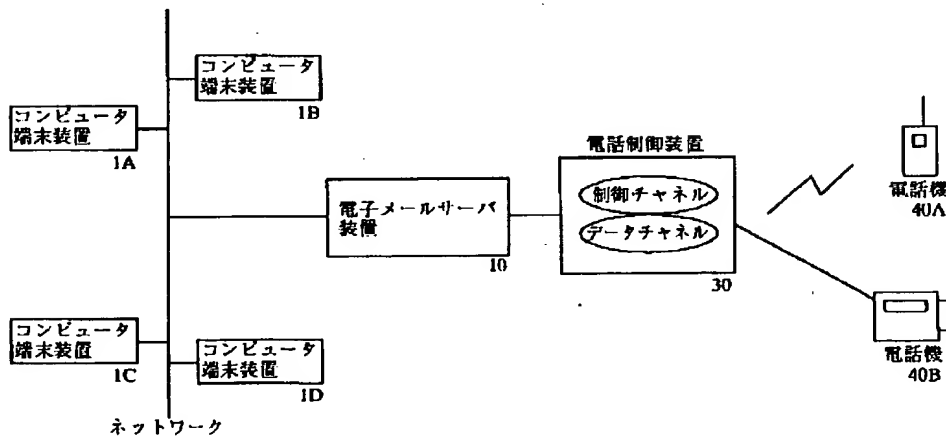 コンピュータ
端末装置
1B
コンピュータ
端末装置
1A
電話制御装置
制御チャネル
データチャネル
30
電子メールサーバ
装置
10
電話機
40A
コンピュータ
端末装置
1C
コンピュータ
端末装置
1D
電話機
40B
ネットワーク